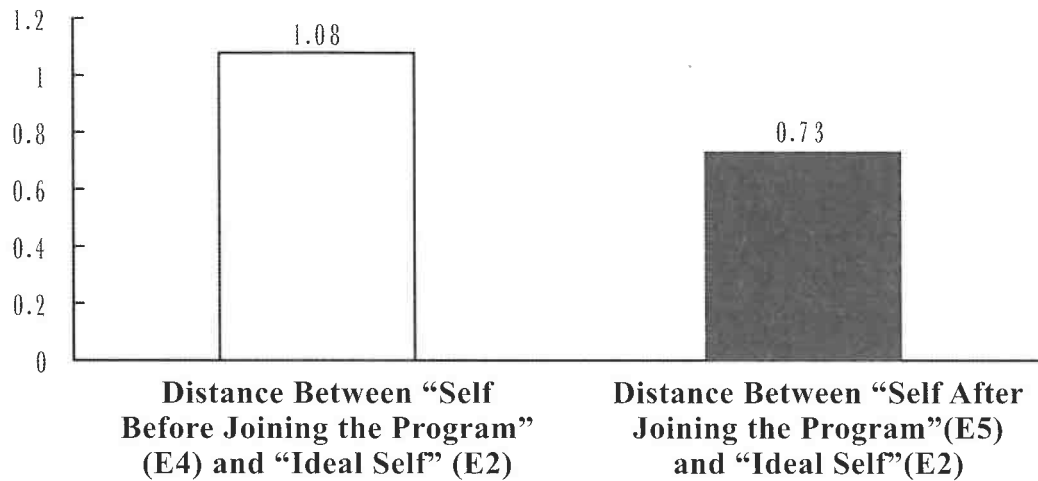 1.2
1
0.8
0.6
0.4
0.2
0
1.08
0.73
Distance Between “Self
Before Joining the Program”
(E4) and “Ideal Self” (E2)
Distance Between “Self After
Joining the Program”(E5)
and “Ideal Self”(E2)